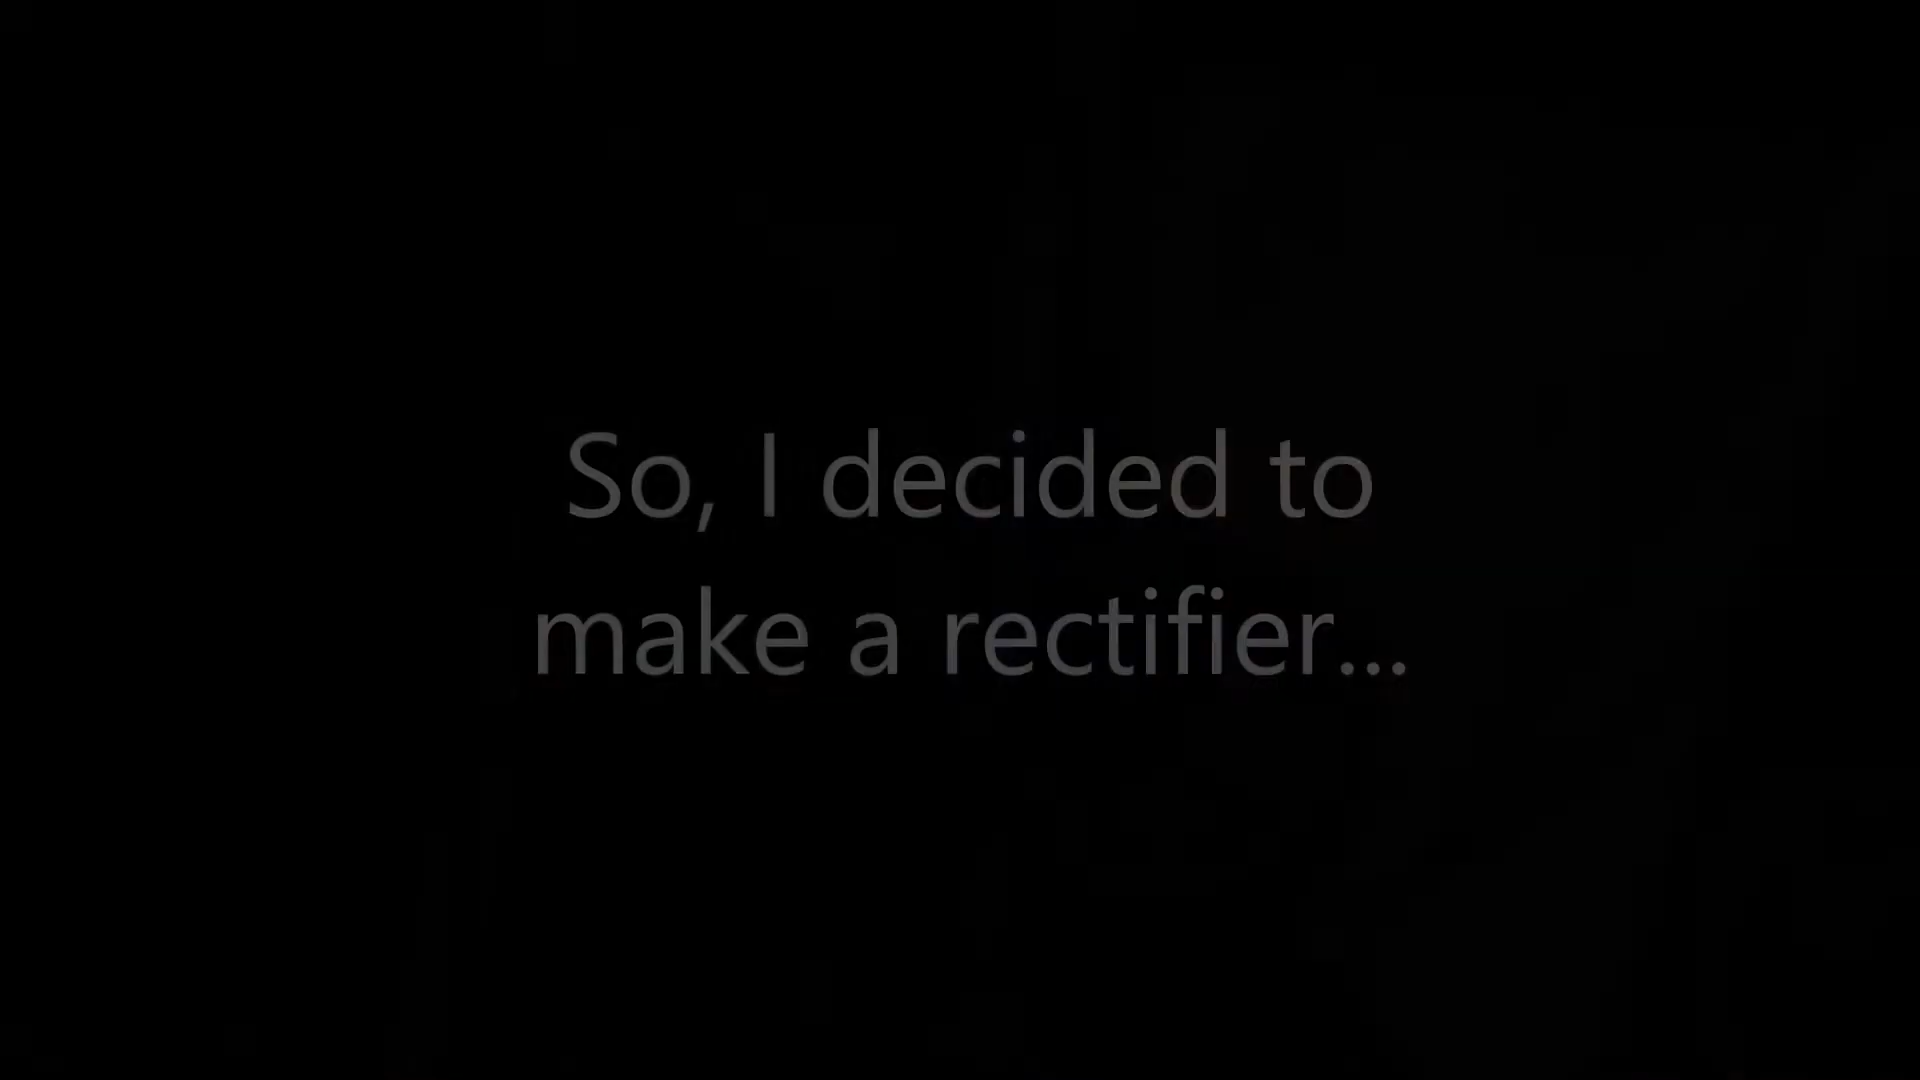 So, I decided to
make a rectifier...